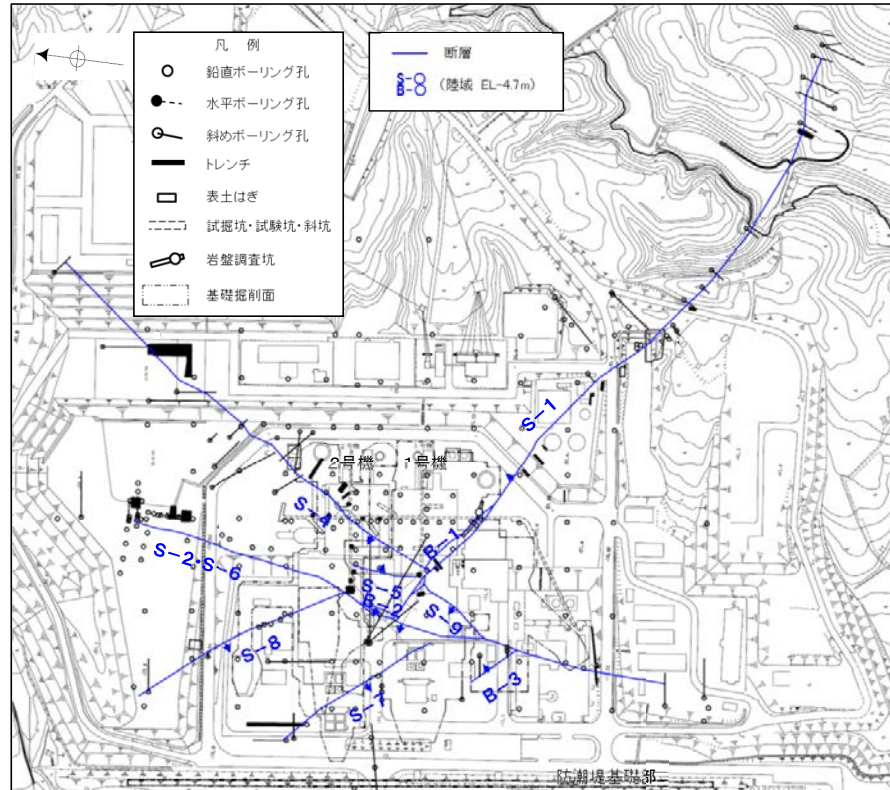 凡 例
鉛直ボーリング孔
水平ボーリング孔
斜めボーリング孔
トレンチ
表土はぎ
試掘坑・試験坑・斜坑
岩盤調査坑
基礎掘削面
断層
S-〇
B-〇
(陸域 EL-4.7m)
S-1
2号機
1号機
S-4
B-1
S-2・S-6
S-5
B-2
S-9
S-8
S-7
B-3
防潮堤基礎部